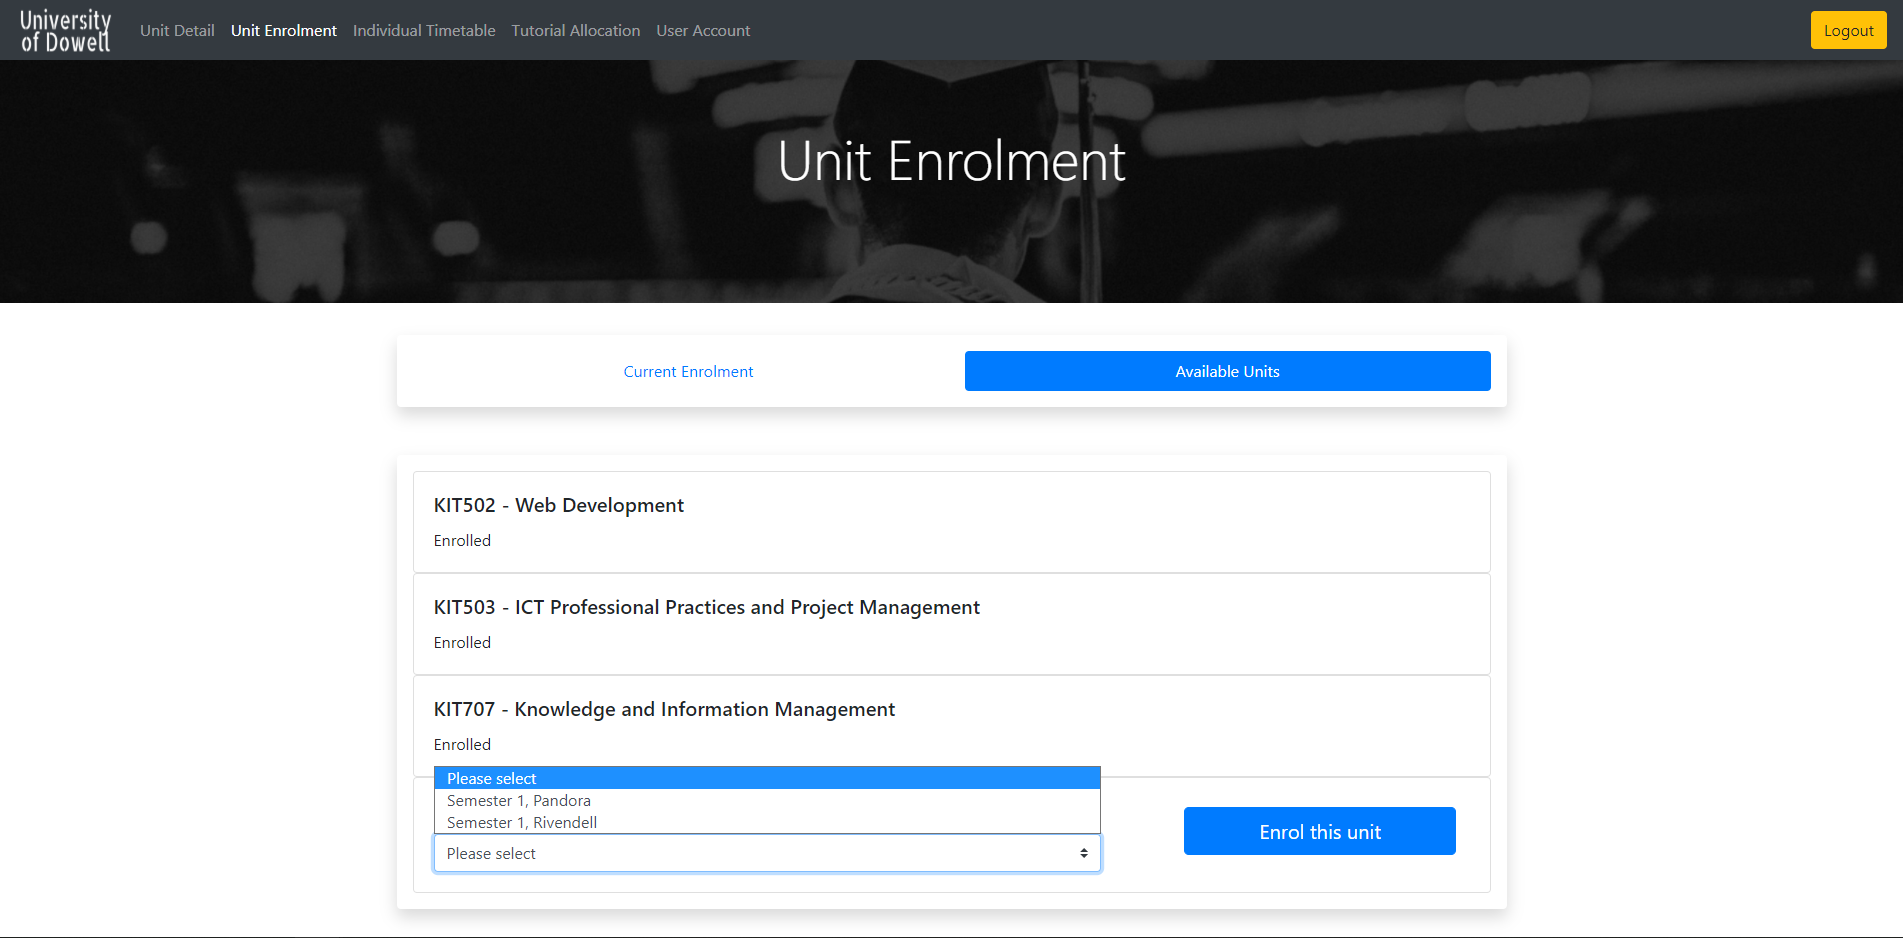 University
of Dowell
Unit Detail
Unit Enrolment
Individual Timetable
Tutorial Allocation
User Account
Logout
Unit Enrolment
Current Enrolment
Available Units
KIT502 - Web Development
Enrolled
KIT503 - ICT Professional Practices and Project Management
Enrolled
KIT707 - Knowledge and Information Management
Enrolled
Please select
Semester 1, Pandora
Semester 1, Rivendell
Please select
Enrol this unit